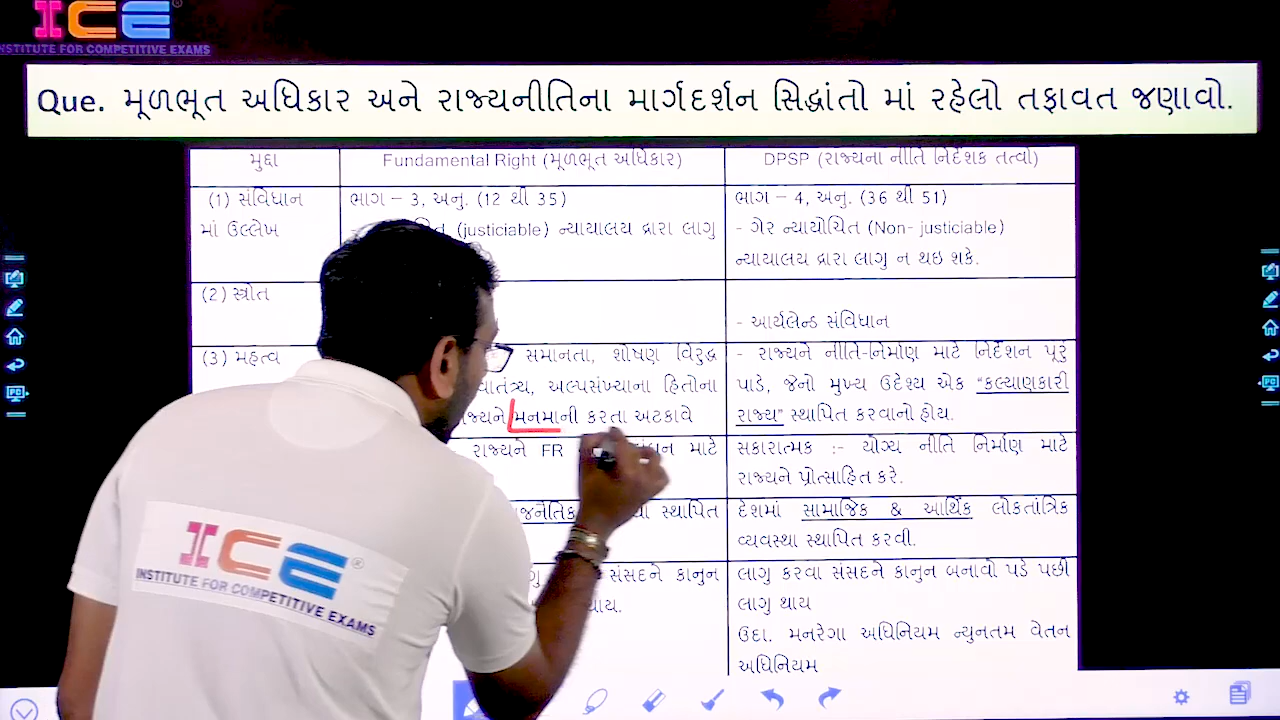 ICE
INSTITUTE FOR COMPETITIVE EXAMS
Que. મૂળભૂત અધિકાર અને રાજ્યનીતિના માર્ગદર્શન સિદ્ધાંતો માં રહેલો તફાવત જણાવો.
મુદ્દા Fundamental Right (મૂળભૂત અધિકાર) DPSP (રાજ્યના નીતિ નિર્દેશક તત્વો)
(1) સંવિધાન ભાગ – 3, અનુ. (12 થી 35) ભાગ – 4, અનુ. (36 થી 51)
માં ઉલ્લેખ (justiciable) ન્યાયાલય દ્રારા લાગુ - ગેર ન્યાયોચિત (Non- justiciable)
ન્યાયાલય દ્રારા લાગુ ન થઇ શકે.
(2) સ્ત્રોત
- આર્યલેન્ડ સંવિધાન
(3) મહત્વ સમાનતા, શોષણ વિરુદ્ધ - રાજ્યને નીતિ-નિર્માણ માટે નિર્દેશન પૂરું
અલ્પસંખ્યાના હિતોના પાડે, જેનો મુખ્ય ઉદેશ્ય એક “કલ્યાણકારી
મનમાની કરતા અટકાવે રાજ્ય” સ્થાપિત કરવાનો હોય.
રાજ્યને FR માટે સકારાત્મક :- યોગ્ય નીતિ નિર્માણ માટે
રાજ્યને પ્રોત્સાહિત કરે.
સ્થાપિત દેશમાં સામાજિક & આર્થિક લોકતાંત્રિક
વ્યવસ્થા સ્થાપિત કરવી.
સંસદને કાનુન લાગુ કરવા સંસદને કાનુન બનાવો પડે પછી
લાગુ થાય
ઉદા. મનરેગા અધિનિયમ ન્યુનતમ વેતન
અધિનિયમ
ICE
INSTITUTE FOR COMPETITIVE EXAMS